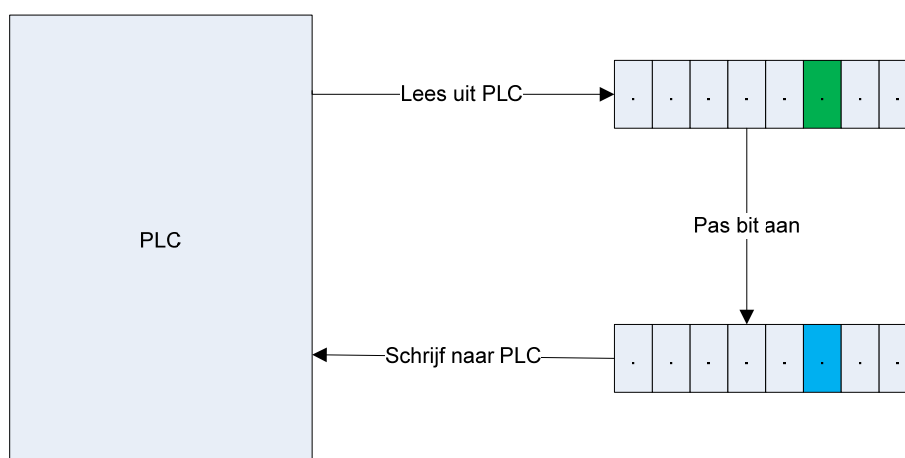 Lees uit PLC
. . . . . . . .
Pas bit aan
PLC
Schrijf naar PLC
. . . . . . . .